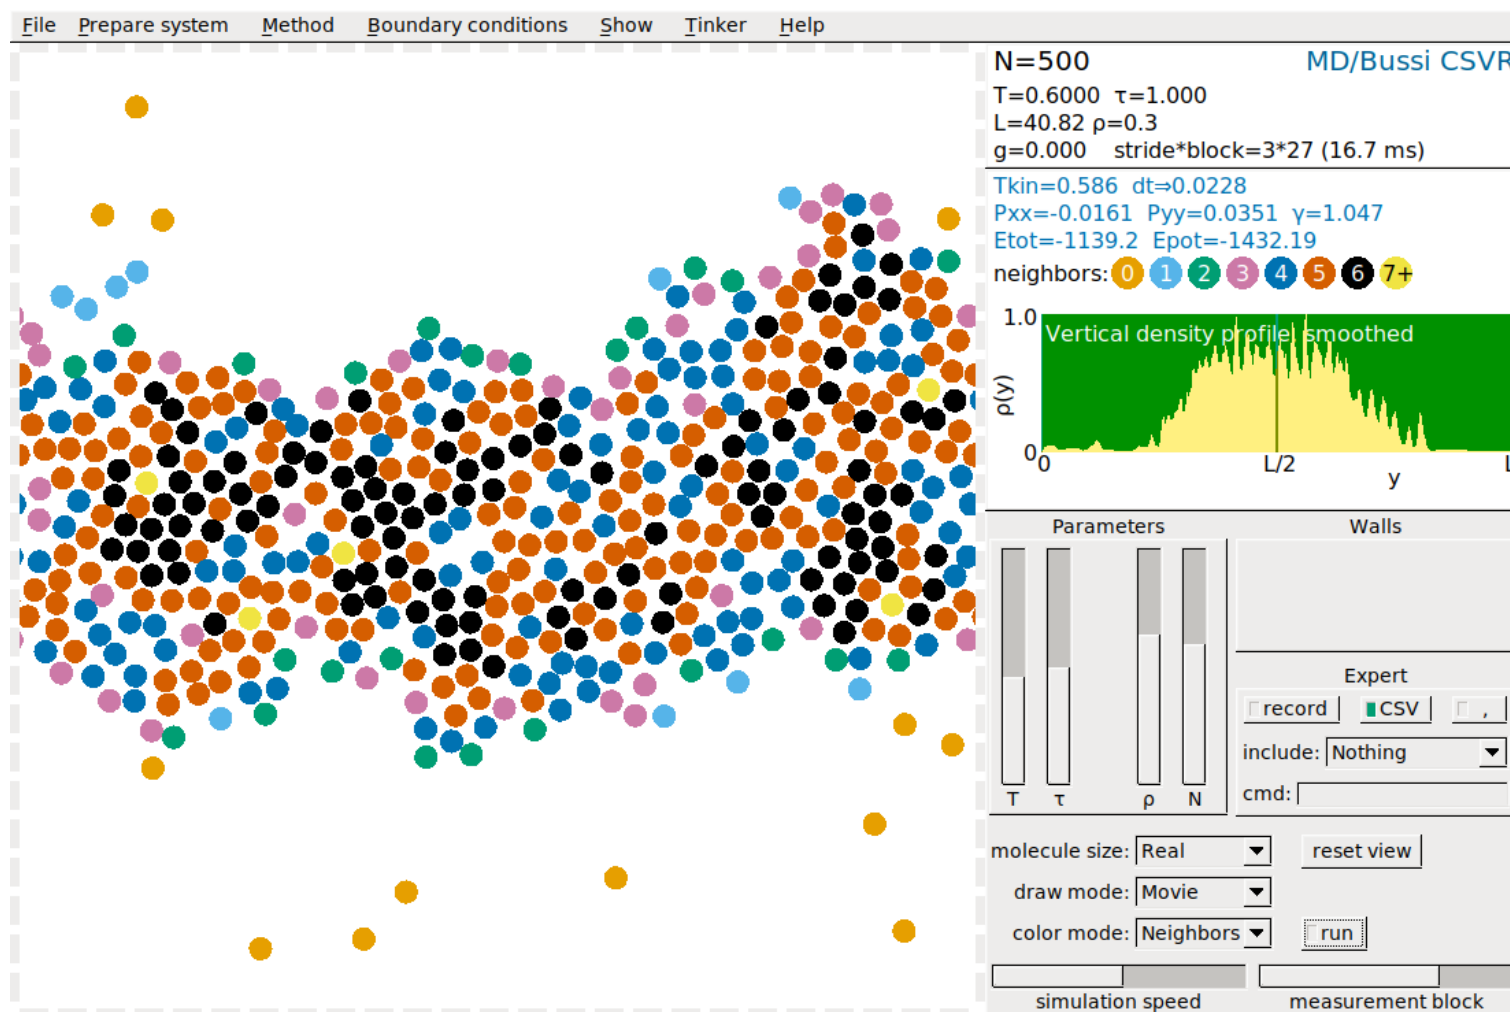 File Prepare system Method Boundary conditions Show Tinker Help
N=500 MD/Bussi CSVR
T=0.6000 τ=1.000
L=40.82 ρ=0.3
g=0.000 stride*block=3*27 (16.7 ms)
Tkin=0.586 dt⇒0.0228
Pxx=-0.0161 Pyy=0.0351 γ=1.047
Etot=-1139.2 Epot=-1432.19
neighbors: 0 1 2 3 4 5 6 7+
1.0
Vertical density profile, smoothed
ρ(y)
0
0 L/2 y L
Parameters Walls
T τ ρ N
Expert
record CSV ,
include: Nothing
cmd:
molecule size: Real reset view
draw mode: Movie
color mode: Neighbors run
simulation speed measurement block